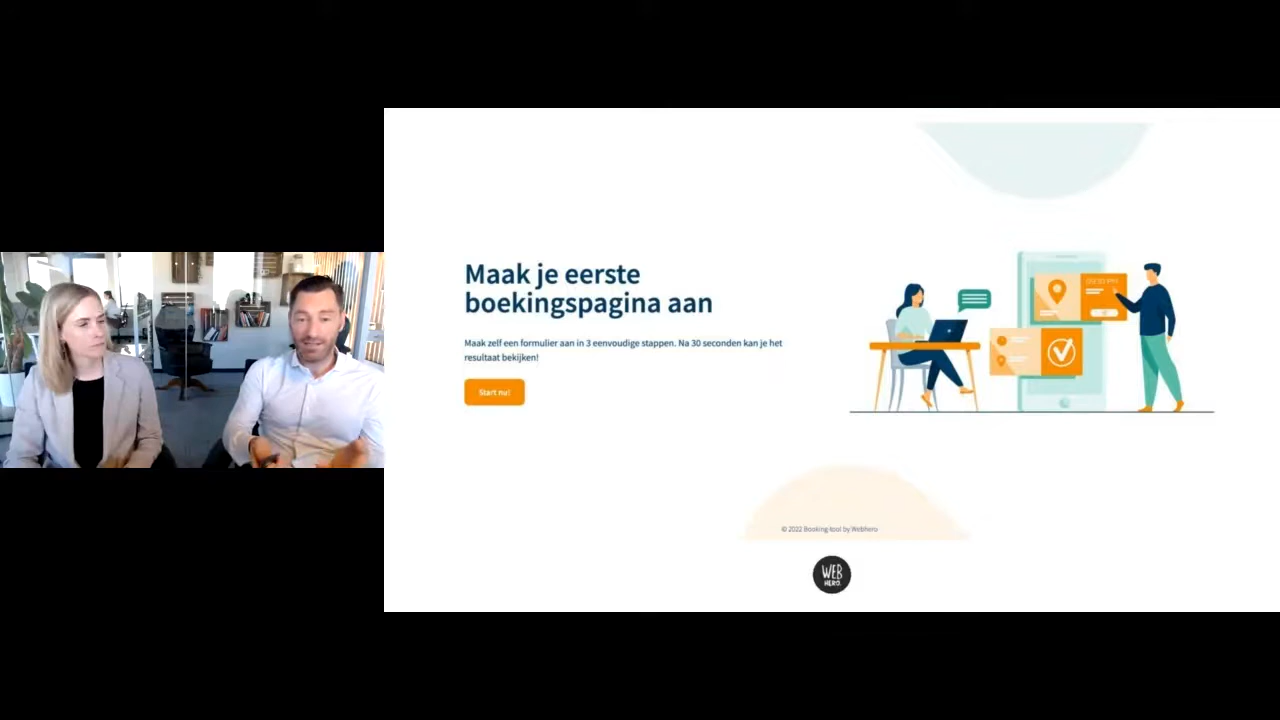 Maak je eerste
boekingspagina aan
Maak zelf een formulier aan in 3 eenvoudige stappen. Na 30 seconden kan je het
resultaat bekijken!
Start nu!
© 2022 Booking-tool by Webhero
WEB
HERO.